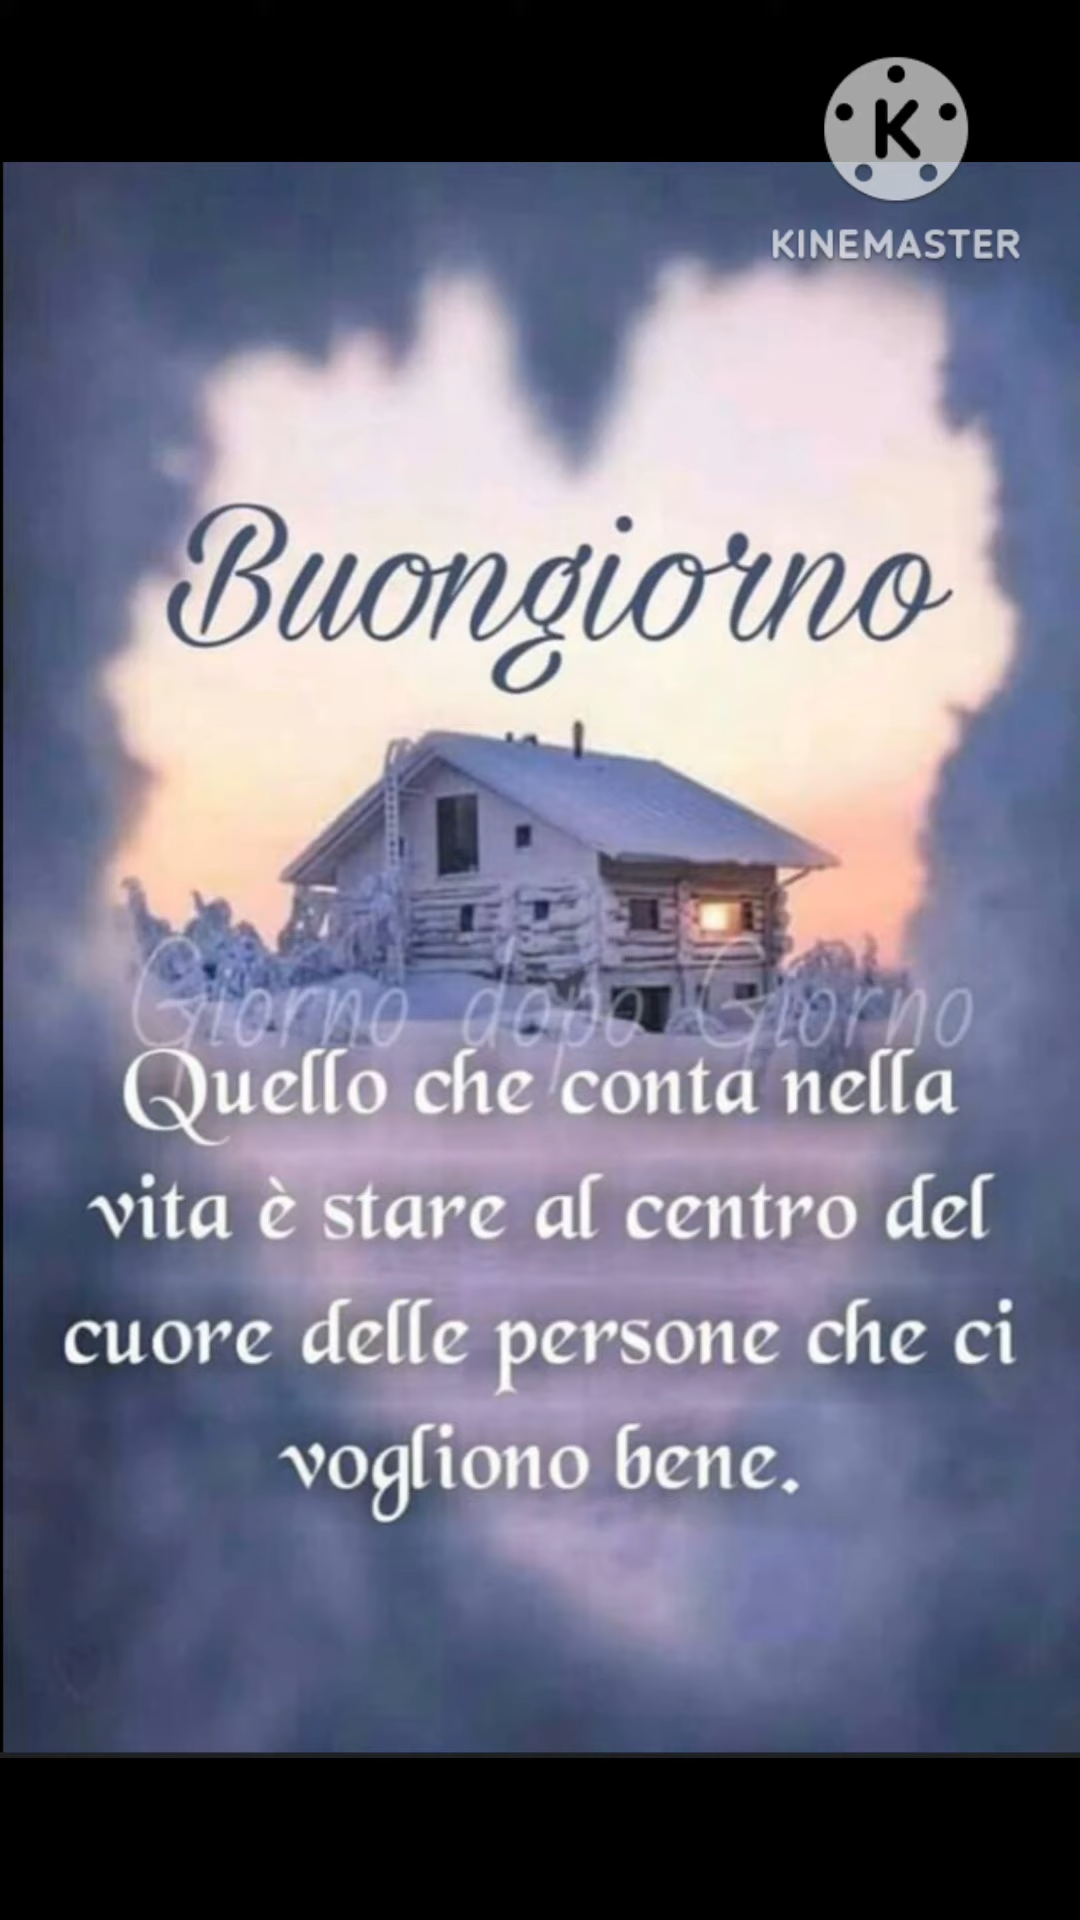 K
KINEMASTER
Buongiorno
Giorno dopo Giorno
Quello che conta nella
vita è stare al centro del
cuore delle persone che ci
vogliono bene.